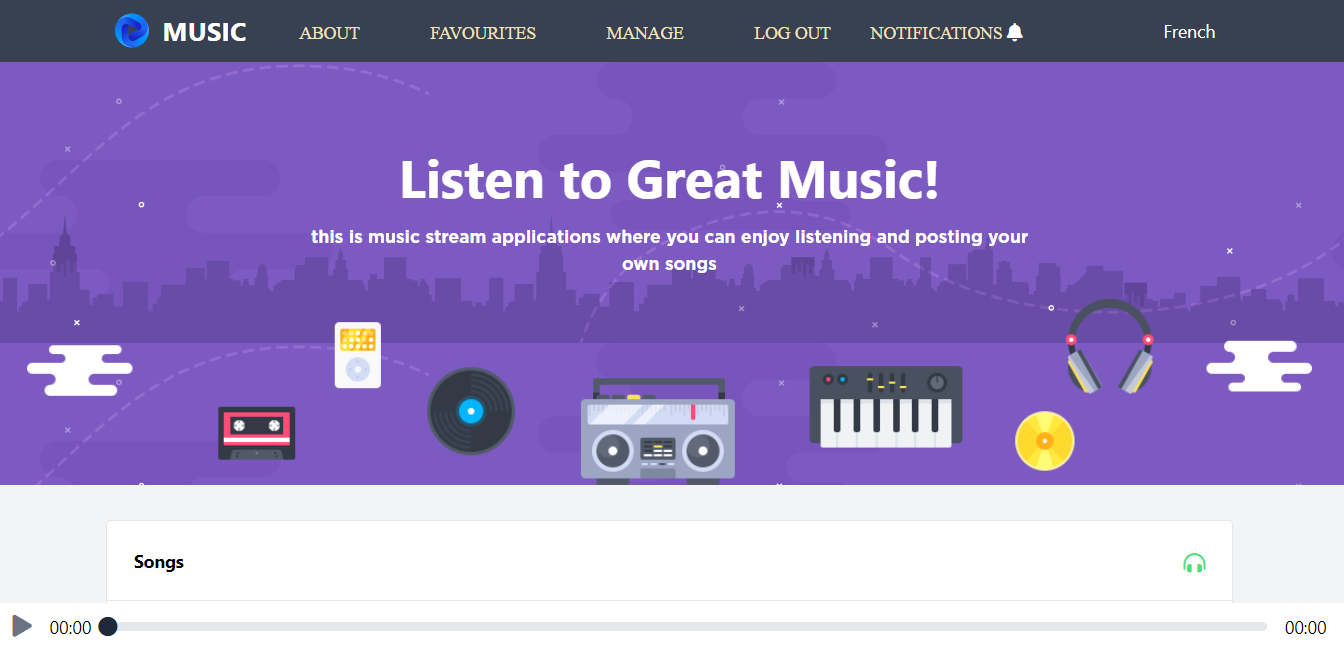 MUSIC ABOUT FAVOURITES MANAGE LOG OUT NOTIFICATIONS French
Listen to Great Music!
this is music stream applications where you can enjoy listening and posting your
own songs
Songs
00:00 00:00